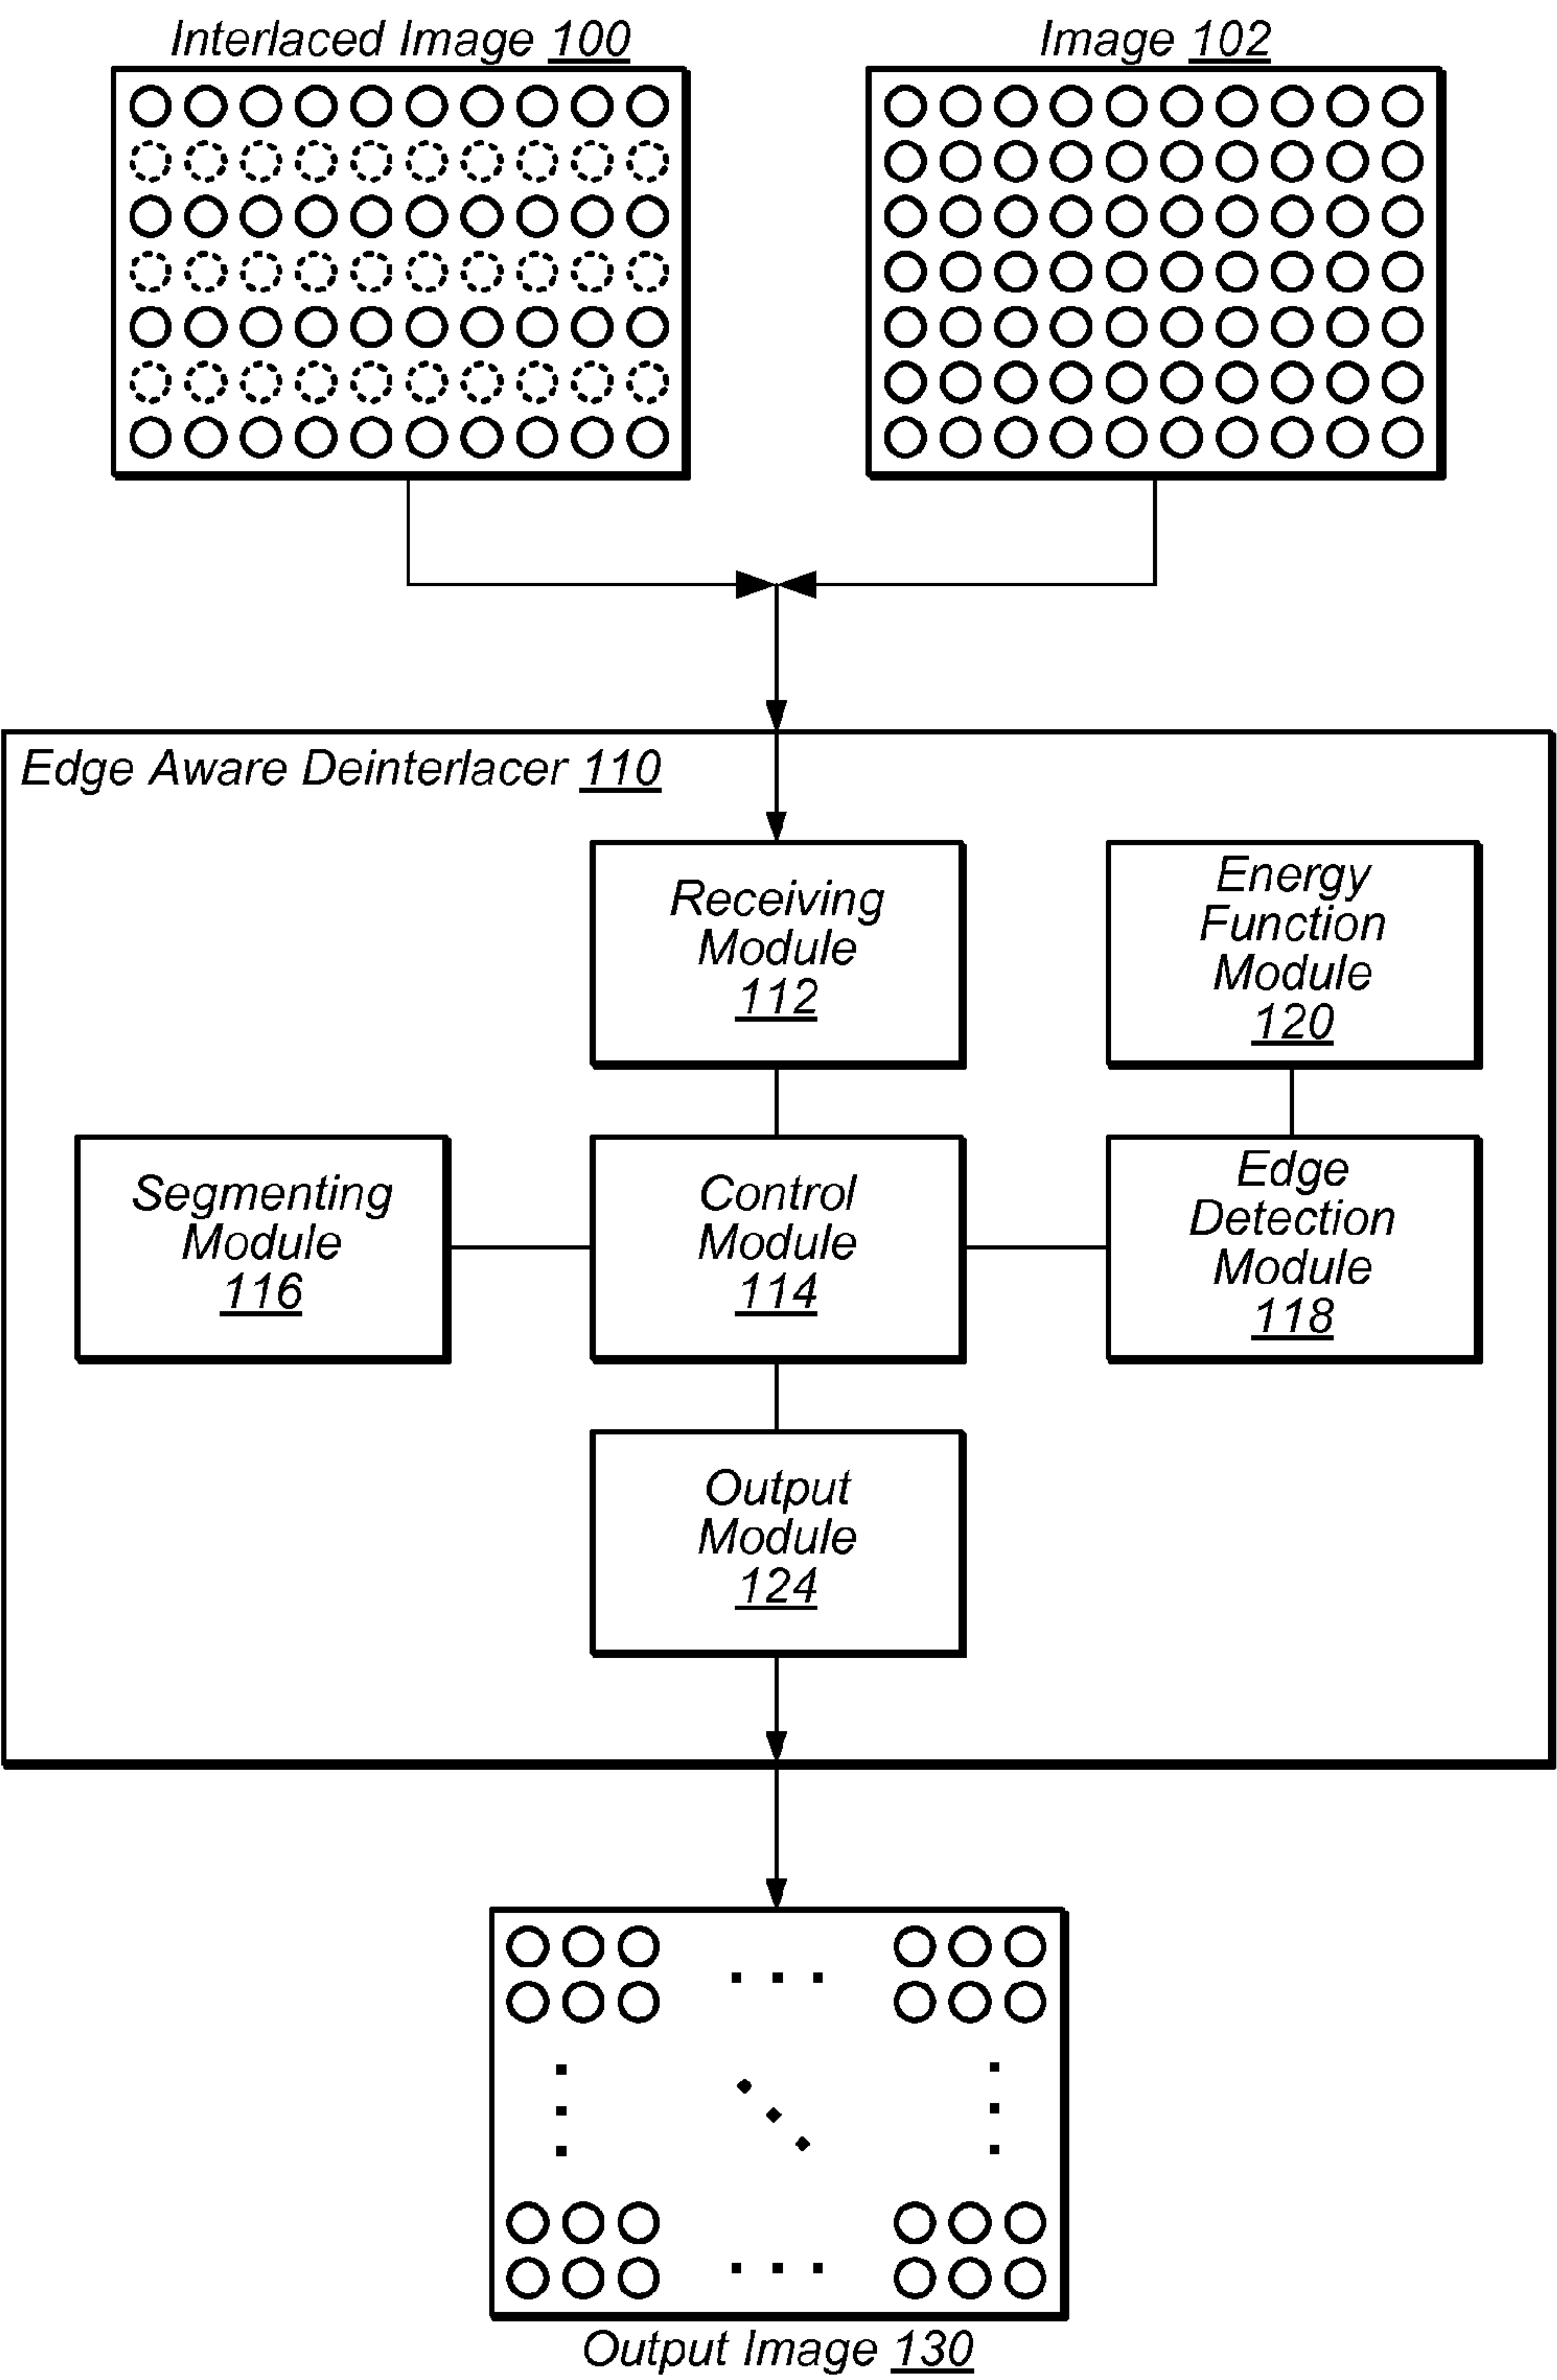 Interlaced Image 100
Image 102
Edge Aware Deinterlacer 110
Receiving
Module
112
Energy
Function
Module
120
Segmenting
Module
116
Control
Module
114
Edge
Detection
Module
118
Output
Module
124
Output Image 130